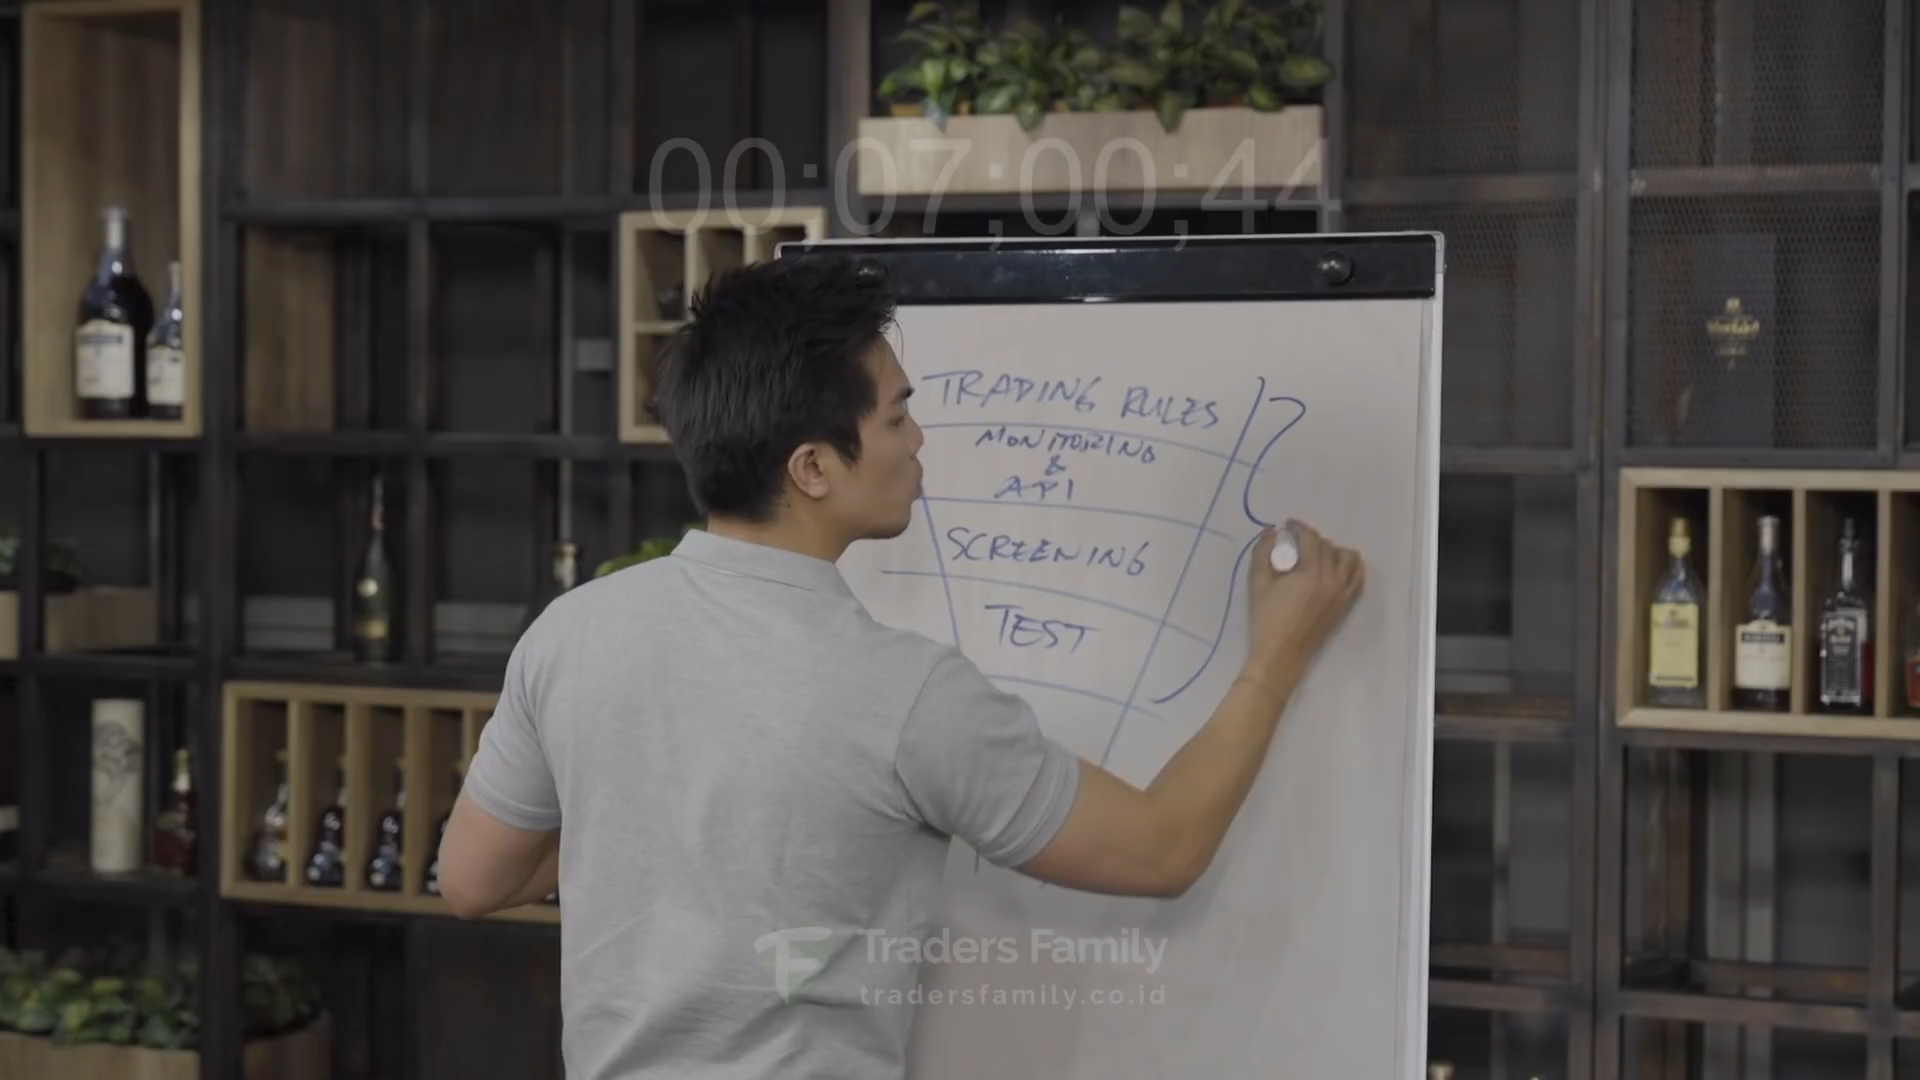 00;07;00;44
TRADING RULES
MONITORING
&
API
SCREENING
TEST
Traders Family
tradersfamily.co.id